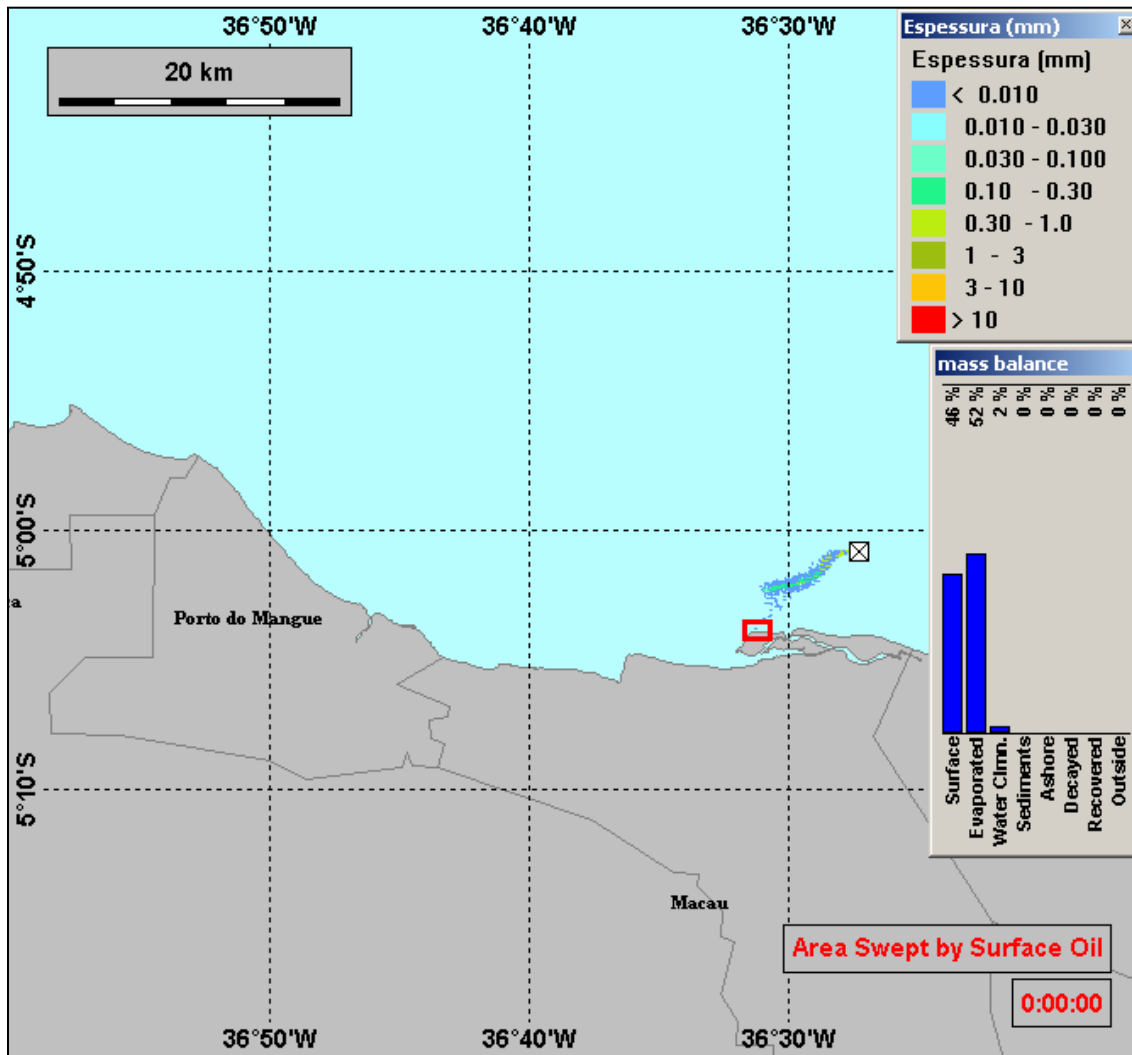 36°50'W
36°40'W
36°30'W
20 km
Espessura (mm)
Espessura (mm)
< 0.010
0.010 - 0.030
0.030 - 0.100
0.10 - 0.30
0.30 - 1.0
1 - 3
3 - 10
> 10
4°50'S
5°00'S
5°10'S
mass balance
46 %
52 %
2 %
0 %
0 %
0 %
0 %
0 %
Surface
Evaporated
Water Clmn.
Sediments
Ashore
Decayed
Recovered
Outside
a
Porto do Mangue
Macau
Area Swept by Surface Oil
0:00:00
36°50'W
36°40'W
36°30'W